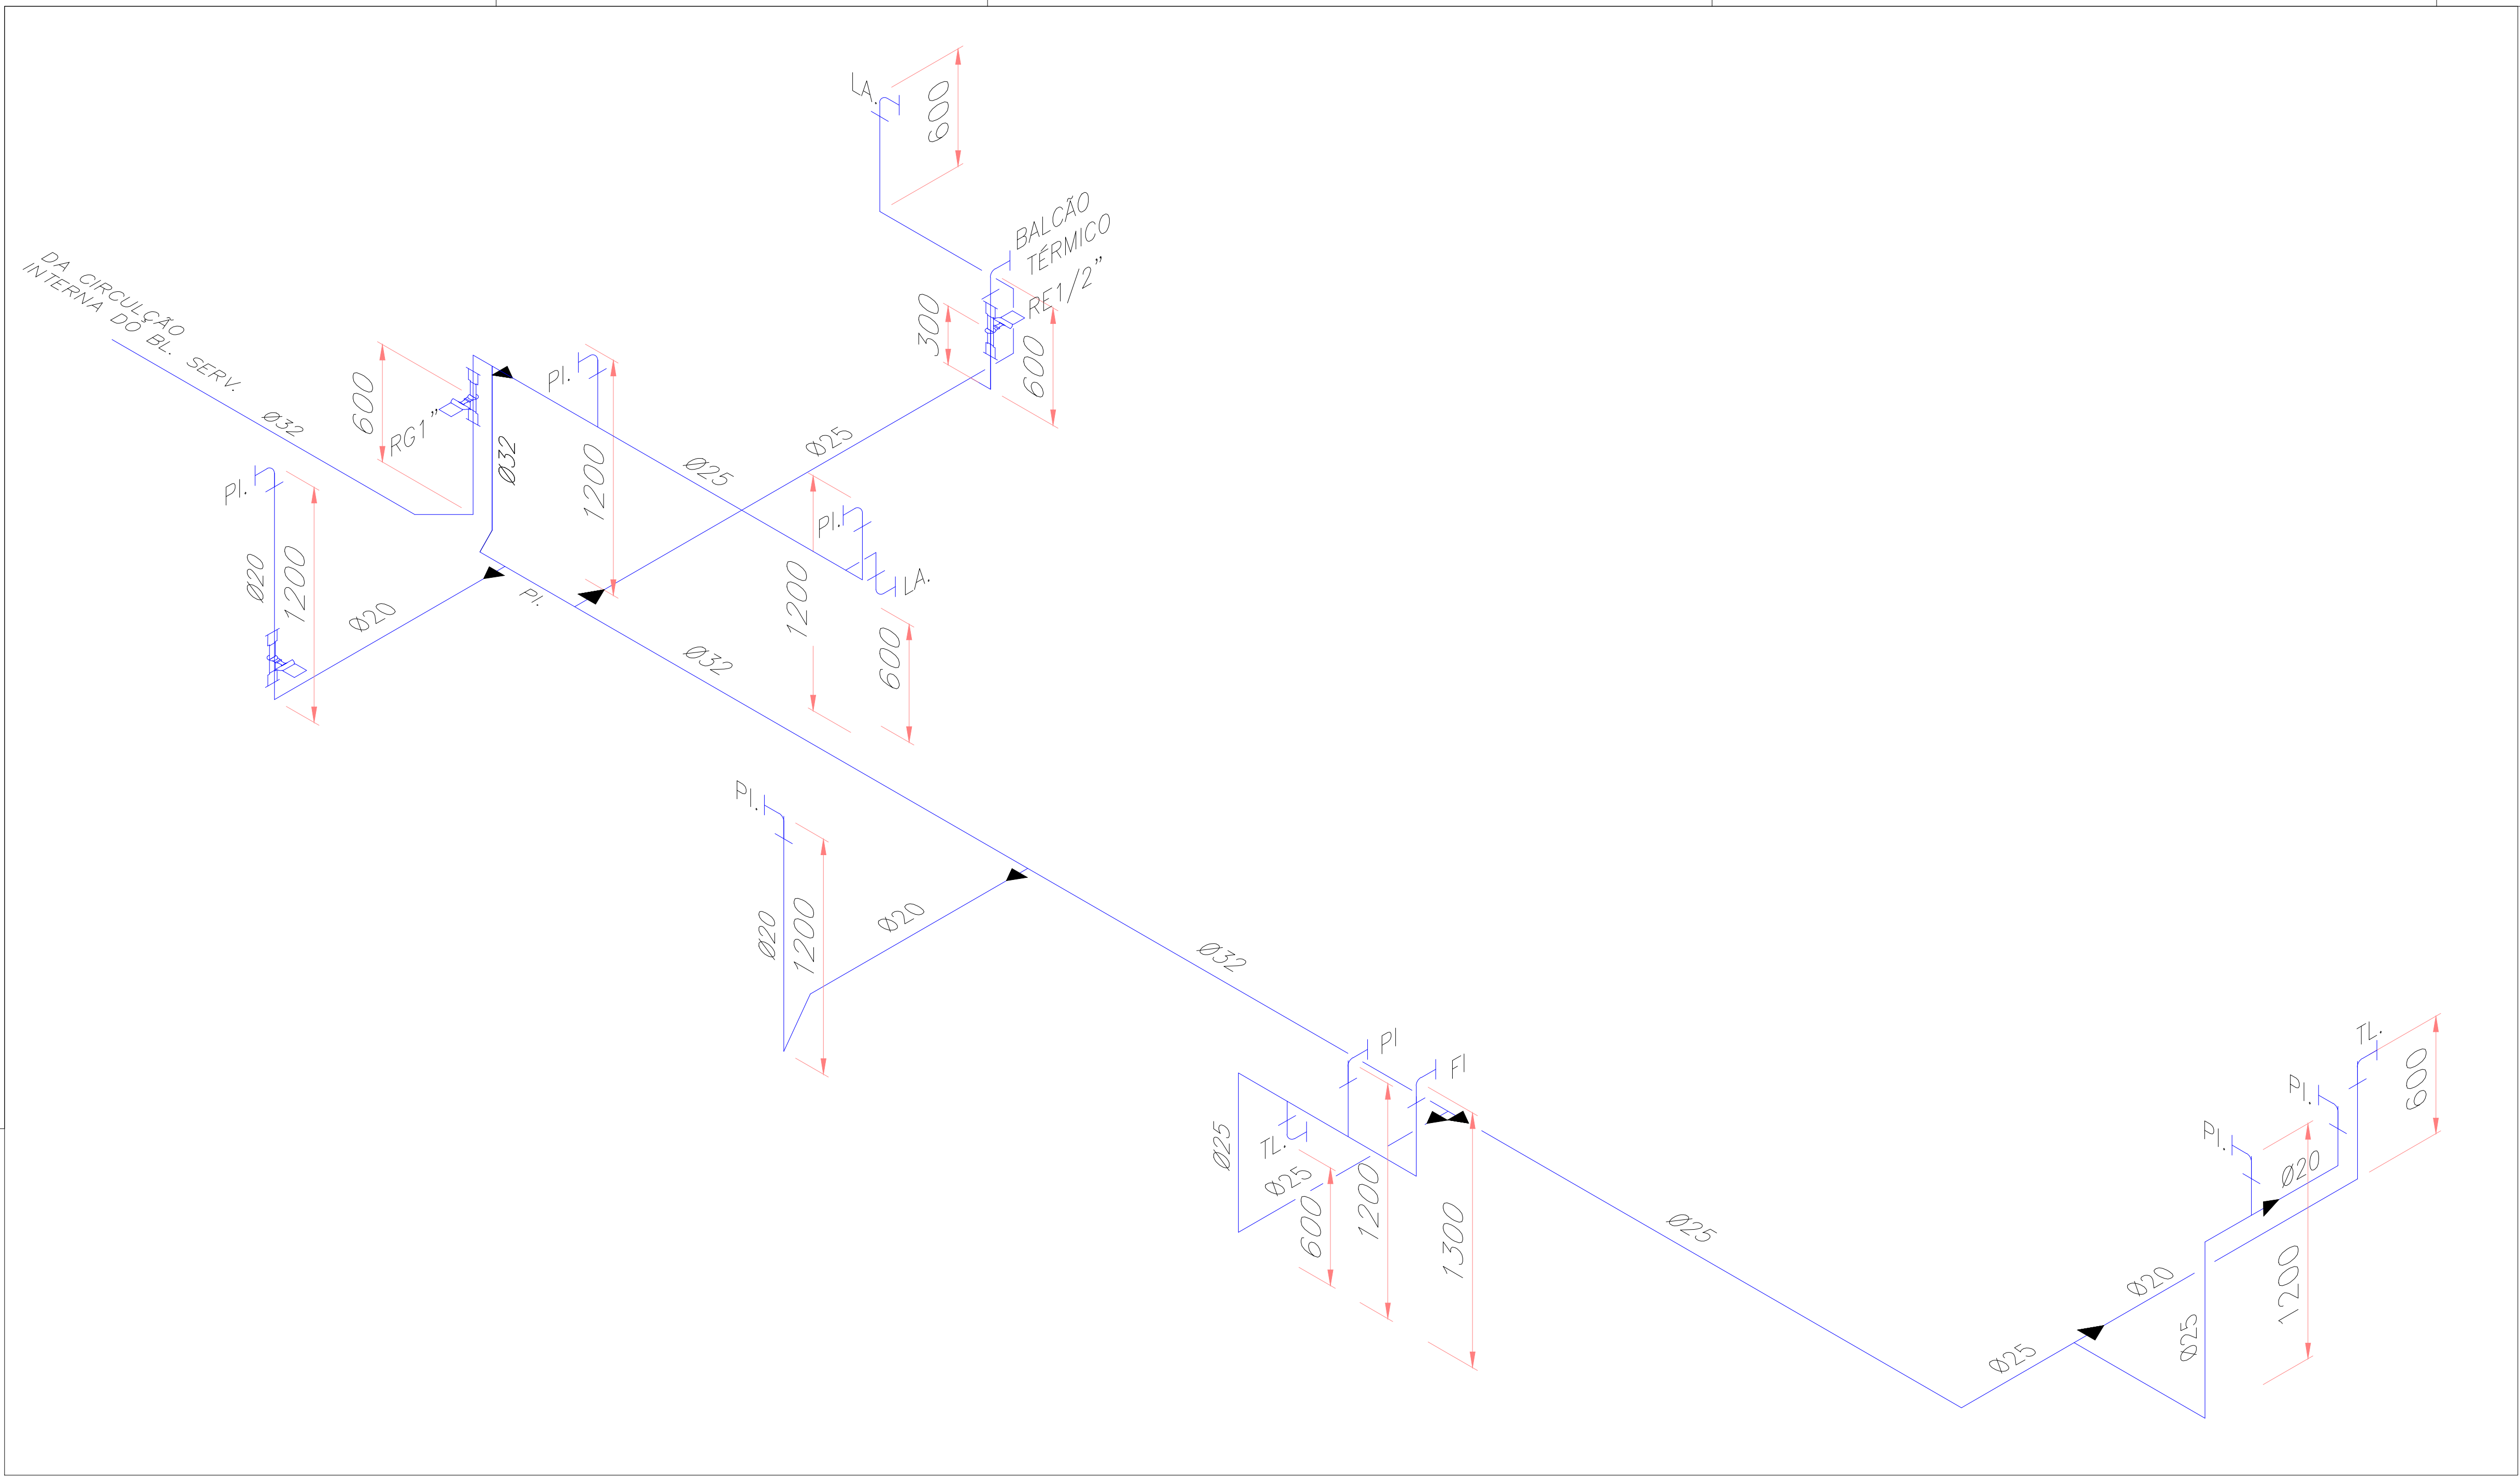 LA.
600
BALCÃO
TÉRMICO
RE1/2"
300
600
DA CIRCULÇÃO
INTERNA DO BL. SERV.
Ø32
600
RG1"
Ø32
PI.
1200
Ø25
Ø25
PI.
Ø20
1200
Ø20
PI.
PI.
LA.
1200
600
Ø32
PI.
Ø20
1200
Ø20
Ø32
PI
FI
Ø25
TL.
Ø25
600
1200
1300
Ø25
TL.
600
PI.
PI.
Ø20
1200
Ø20
Ø25
Ø25